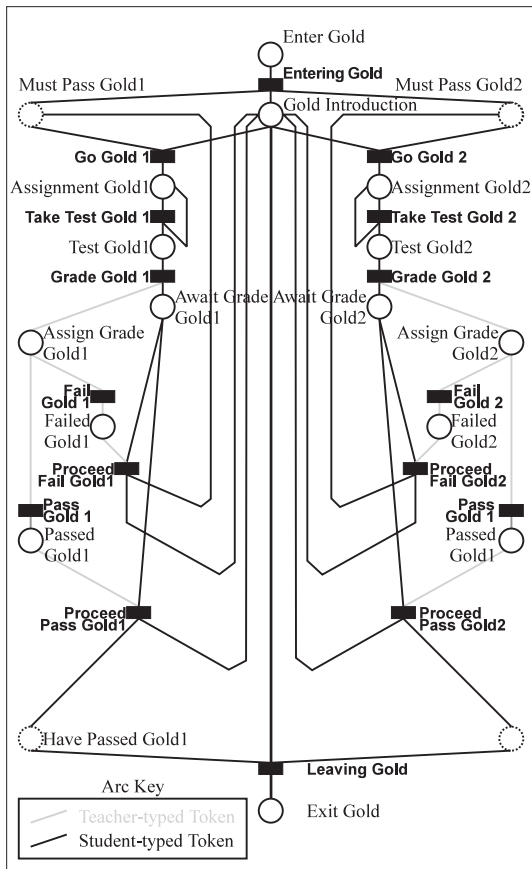 Enter Gold
Entering Gold
Must Pass Gold1
Must Pass Gold2
Gold Introduction
Go Gold 1
Go Gold 2
Assignment Gold1
Assignment Gold2
Take Test Gold 1
Take Test Gold 2
Test Gold1
Test Gold2
Grade Gold 1
Grade Gold 2
Await Grade
Gold1
Await Grade
Gold2
Assign Grade
Gold1
Assign Grade
Gold2
Fail
Gold 1
Fail
Gold 2
Failed
Gold1
Failed
Gold2
Proceed
Fail Gold1
Proceed
Fail Gold2
Pass
Gold 1
Pass
Gold 1
Passed
Gold1
Passed
Gold1
Proceed
Pass Gold1
Proceed
Pass Gold2
Have Passed Gold1
Leaving Gold
Exit Gold
Arc Key
Teacher-typed Token
Student-typed Token